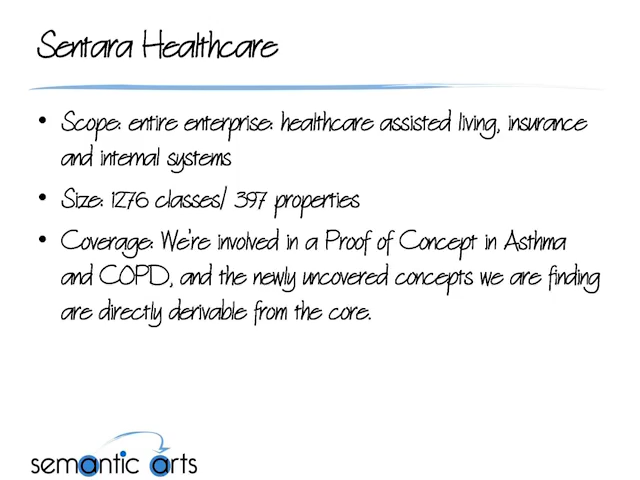 Sentara Healthcare
• Scope: entire enterprise: healthcare assisted living, insurance
and internal systems
• Size: 1276 classes/ 397 properties
• Coverage: We're involved in a Proof of Concept in Asthma
and COPD, and the newly uncovered concepts we are finding
are directly derivable from the core.
semantic arts